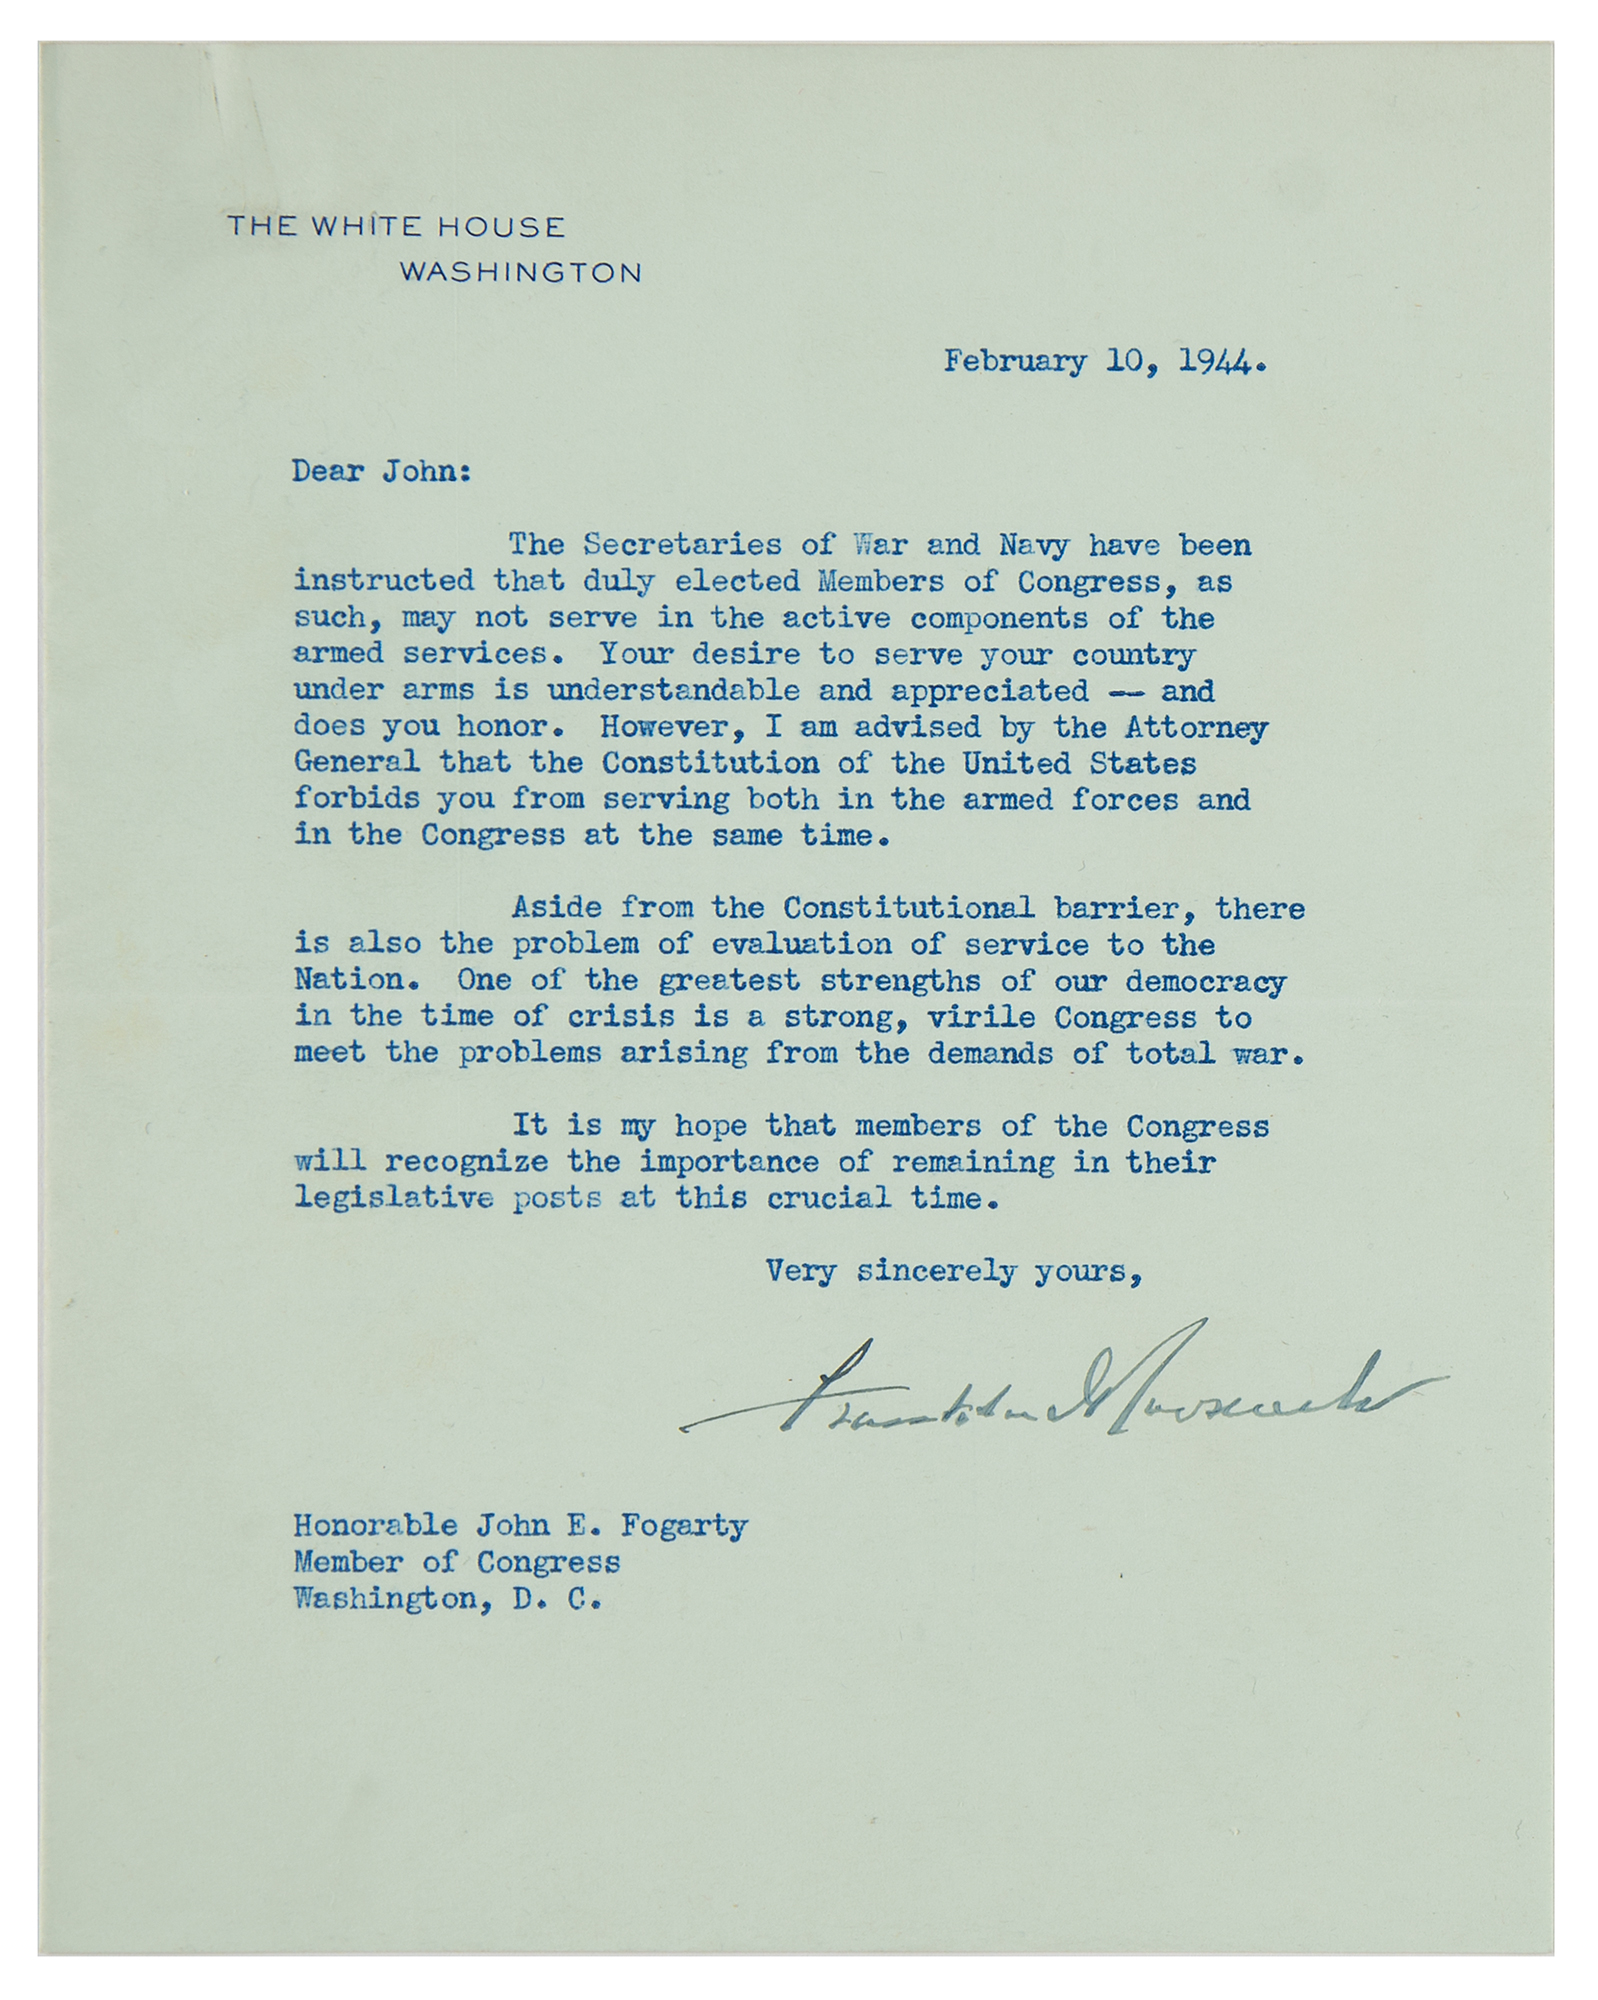 THE WHITE HOUSE
WASHINGTON
February 10, 1944.
Dear John:
The Secretaries of War and Navy have been
instructed that duly elected Members of Congress, as
such, may not serve in the active components of the
armed services. Your desire to serve your country
under arms is understandable and appreciated -- and
does you honor. However, I am advised by the Attorney
General that the Constitution of the United States
forbids you from serving both in the armed forces and
in the Congress at the same time.
Aside from the Constitutional barrier, there
is also the problem of evaluation of service to the
Nation. One of the greatest strengths of our democracy
in the time of crisis is a strong, virile Congress to
meet the problems arising from the demands of total war.
It is my hope that members of the Congress
will recognize the importance of remaining in their
legislative posts at this crucial time.
Very sincerely yours,
Franklin D Roosevelt
Honorable John E. Fogarty
Member of Congress
Washington, D. C.